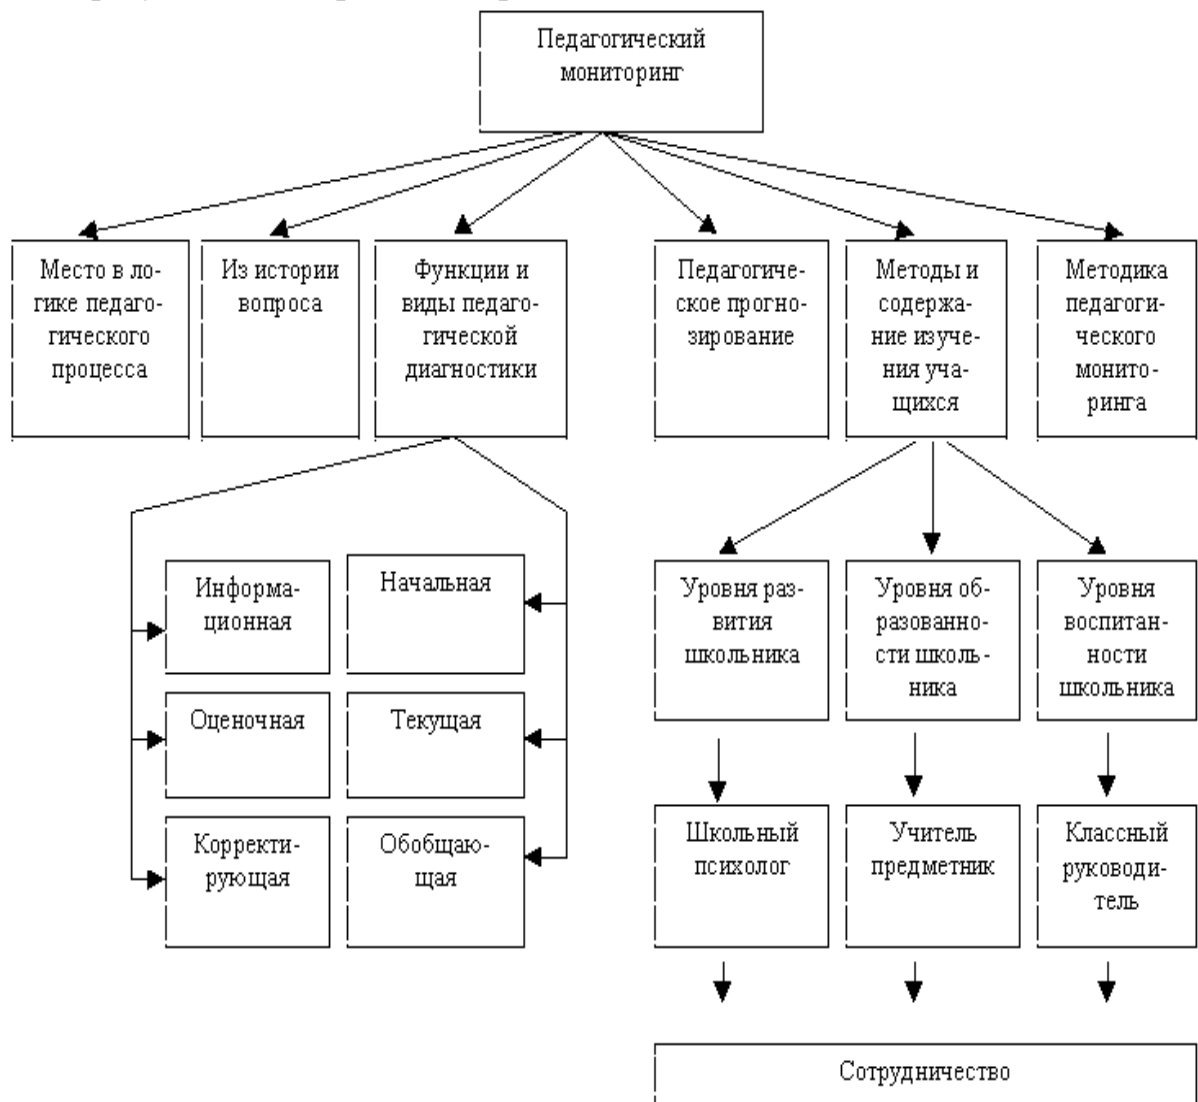 Педагогический
мониторинг
Место в ло-
гике педаго-
гического
процесса
Из истории
вопроса
Функции и
виды педаго-
гической
диагностики
Педагогиче-
ское прогно-
зирование
Методы и
содержа-
ние изуче-
ния уча-
щихся
Методика
педагоги-
ческого
монито-
ринга
Информа-
ционная
Начальная
Оценочная
Текущая
Корректи-
рующая
Обобщаю-
щая
Уровня раз-
вития
школьника
Уровня об-
разованно-
сти школь-
ника
Уровня
воспитан-
ности
школьника
Школьный
психолог
Учитель
предметник
Классный
руководи-
тель
Сотрудничество